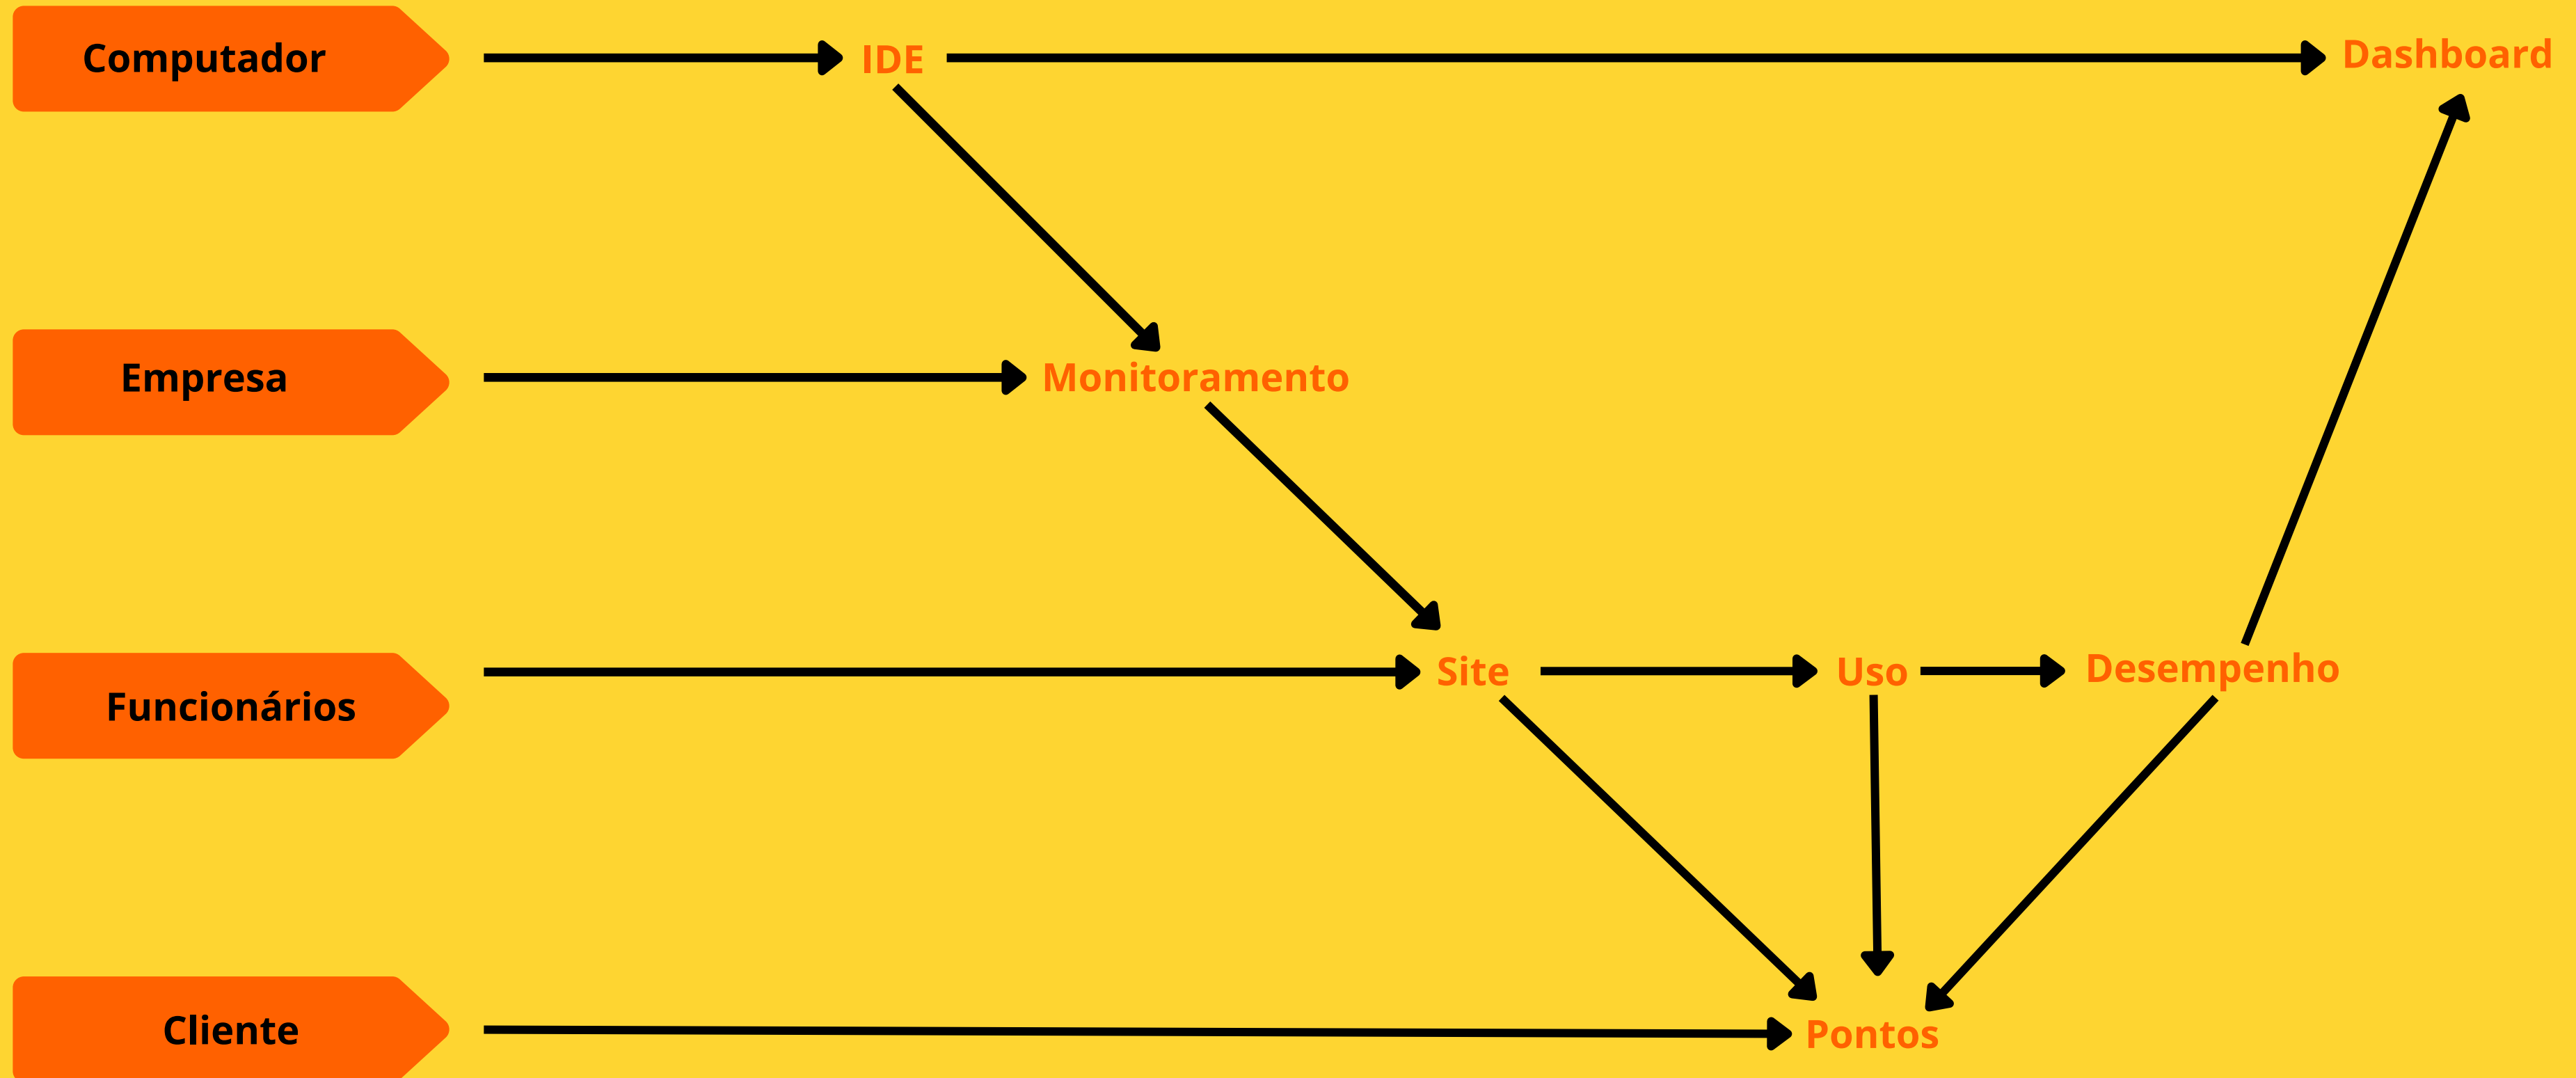 Computador
IDE
Dashboard
Empresa
Monitoramento
Funcionários
Site
Uso
Desempenho
Cliente
Pontos